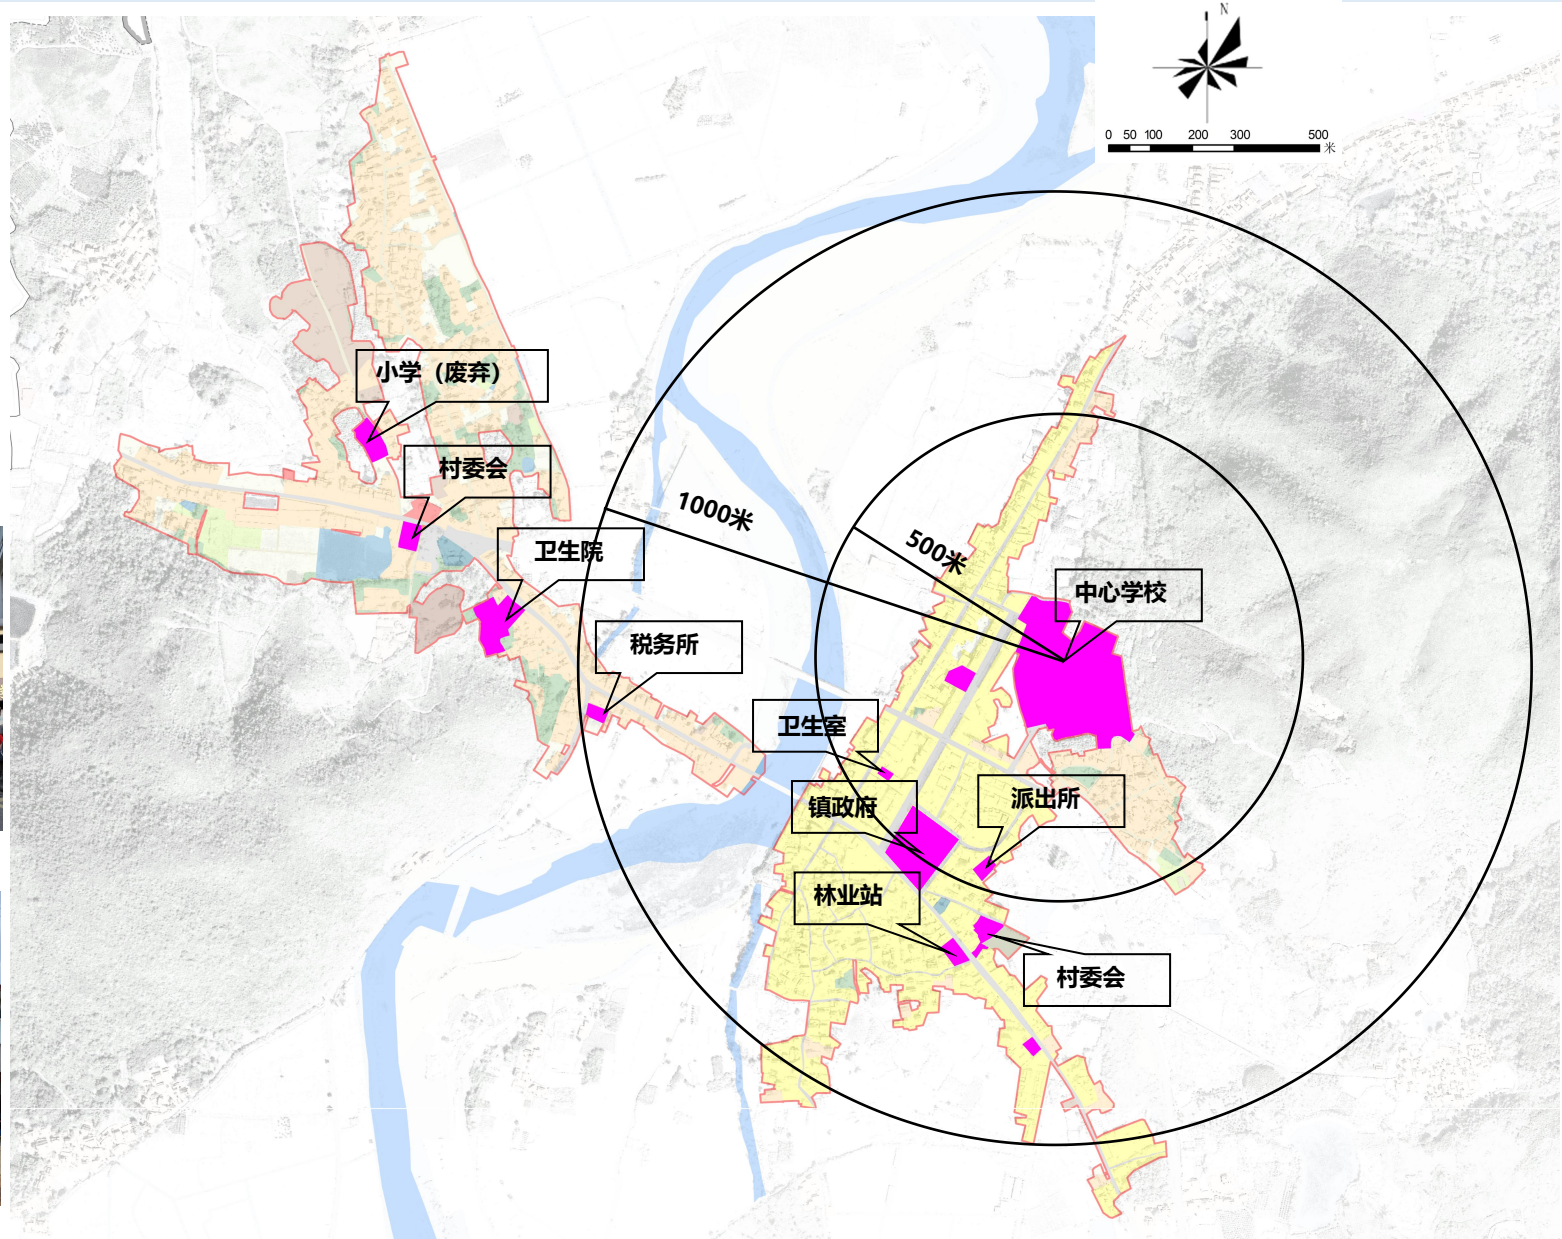 N
0 50 100 200 300 500
米
小学（废弃）
村委会
1000米
500米
卫生院
中心学校
税务所
卫生室
派出所
镇政府
林业站
村委会